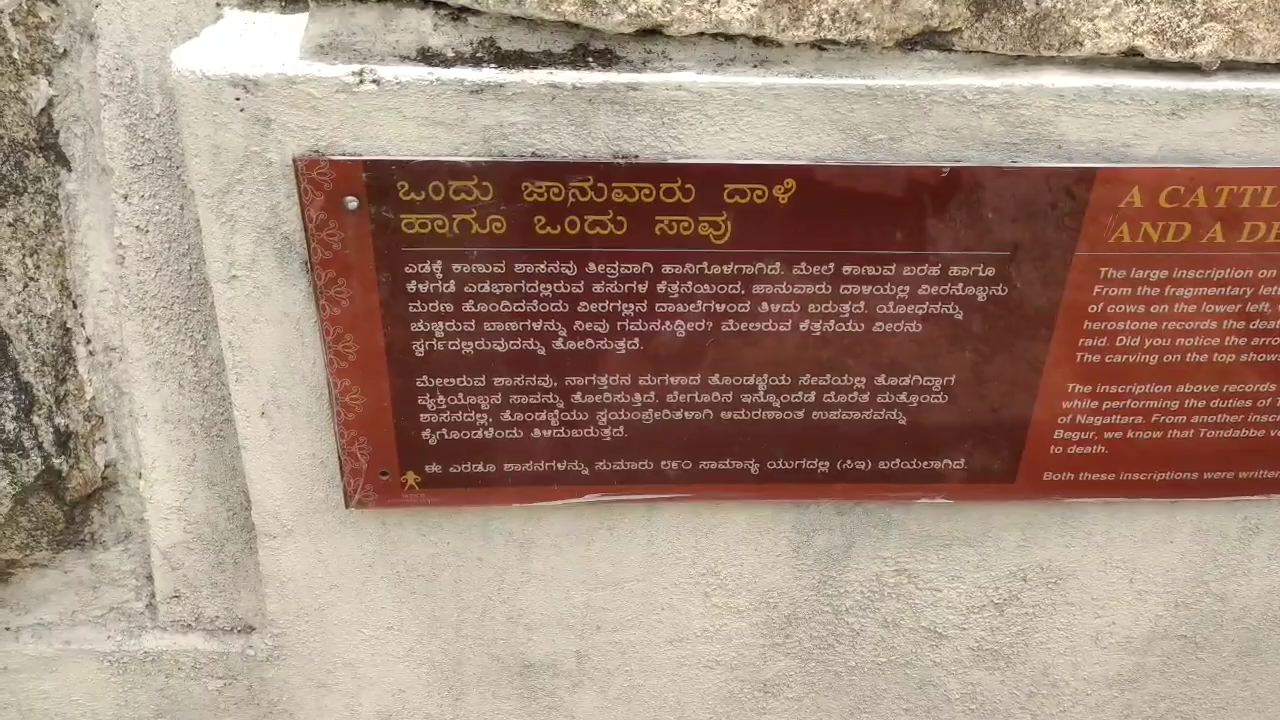 ಒಂದು ಜಾನುವಾರು ದಾಳಿ
ಹಾಗೂ ಒಂದು ಸಾವು
ಎಡಕ್ಕೆ ಕಾಣುವ ಶಾಸನವು ತೀವ್ರವಾಗಿ ಹಾನಿಗೊಳಗಾಗಿದೆ. ಮೇಲೆ ಕಾಣುವ ಬರಹ ಹಾಗೂ
ಕೆಳಗಡೆ ಎಡಭಾಗದಲ್ಲಿರುವ ಹಸುಗಳ ಕೆತ್ತನೆಯಿಂದ, ಜಾನುವಾರು ದಾಳಿಯಲ್ಲಿ ವೀರನೊಬ್ಬನು
ಮರಣ ಹೊಂದಿದನೆಂದು ವೀರಗಲ್ಲಿನ ದಾಖಲೆಗಳಿಂದ ತಿಳಿದು ಬರುತ್ತದೆ. ಯೋಧನನ್ನು
ಚುಚ್ಚಿರುವ ಬಾಣಗಳನ್ನು ನೀವು ಗಮನಿಸಿದ್ದೀರ? ಮೇಲಿರುವ ಕೆತ್ತನೆಯು ವೀರನು
ಸ್ವರ್ಗದಲ್ಲಿರುವುದನ್ನು ತೋರಿಸುತ್ತದೆ.
ಮೇಲಿರುವ ಶಾಸನವು, ನಾಗತ್ತರನ ಮಗಳಾದ ತೊಂಡಬ್ಬೆಯ ಸೇವೆಯಲ್ಲಿ ತೊಡಗಿದ್ದಾಗ
ವ್ಯಕ್ತಿಯೊಬ್ಬನ ಸಾವನ್ನು ತೋರಿಸುತ್ತಿದೆ. ಬೇಗೂರಿನ ಇನ್ನೊಂದೆಡೆ ದೊರೆತ ಮತ್ತೊಂದು
ಶಾಸನದಲ್ಲಿ, ತೊಂಡಬ್ಬೆಯು ಸ್ವಯಂಪ್ರೇರಿತಳಾಗಿ ಆಮರಣಾಂತ ಉಪವಾಸವನ್ನು
ಕೈಗೊಂಡಳೆಂದು ತಿಳಿದುಬರುತ್ತದೆ.
ಈ ಎರಡೂ ಶಾಸನಗಳನ್ನು ಸುಮಾರು ೮೯೦ ಸಾಮಾನ್ಯ ಯುಗದಲ್ಲಿ (ಸಿಇ) ಬರೆಯಲಾಗಿದೆ.
A CATTL
AND A DE
The large inscription on
From the fragmentary lett
of cows on the lower left,
herostone records the deat
raid. Did you notice the arro
The carving on the top shows
The inscription above records
while performing the duties of T
of Nagattara. From another inscr
Begur, we know that Tondabbe v
to death.
Both these inscriptions were written